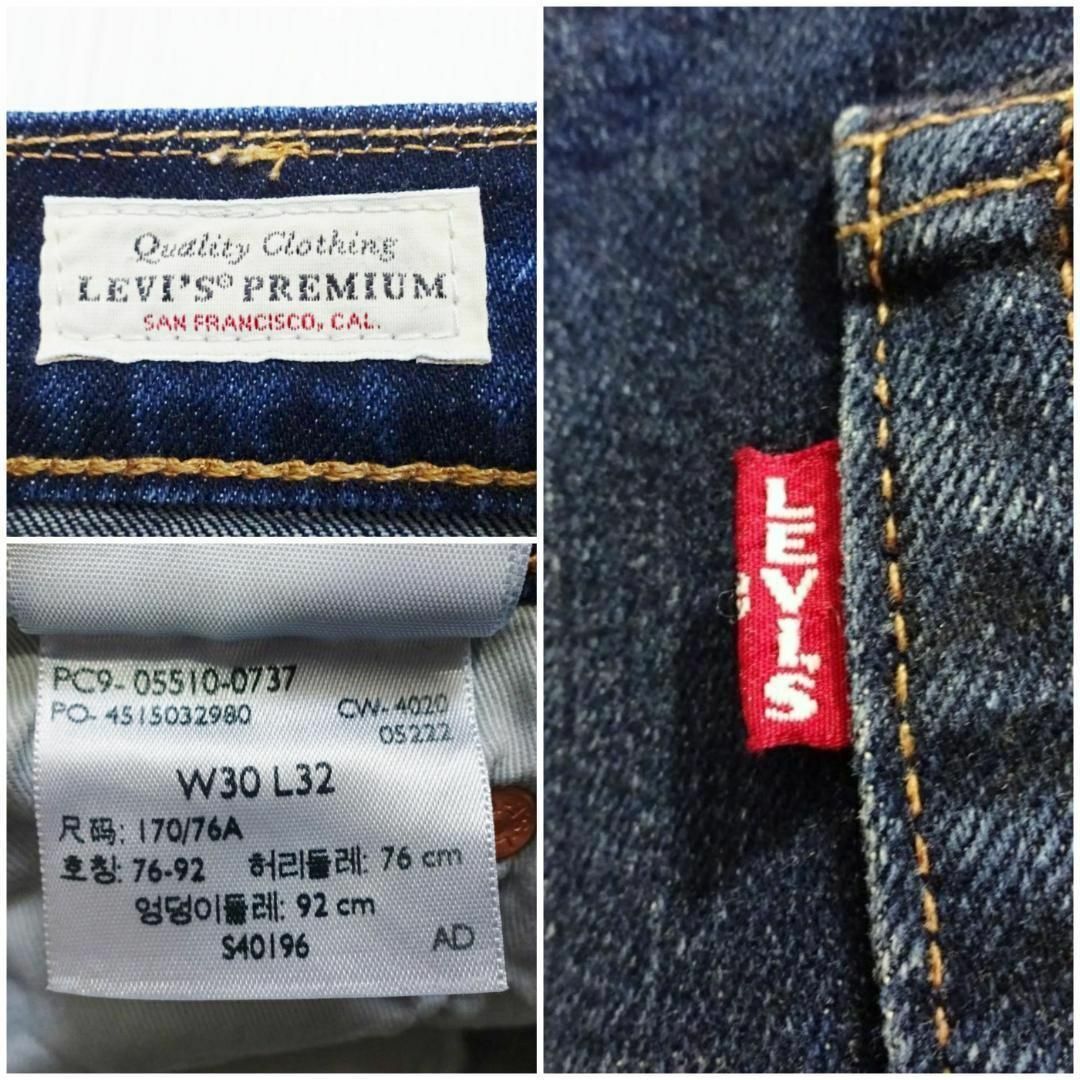 Quality Clothing
LEVI'S® PREMIUM
SAN FRANCISCO, CAL.
PC9- 05510-0737
PO- 4515032980 CW- 4020
05222
W30 L32
尺码: 170/76A
호칭: 76-92 허리둘레: 76 cm
엉덩이둘레: 92 cm
S40196 AD
LEVI'S